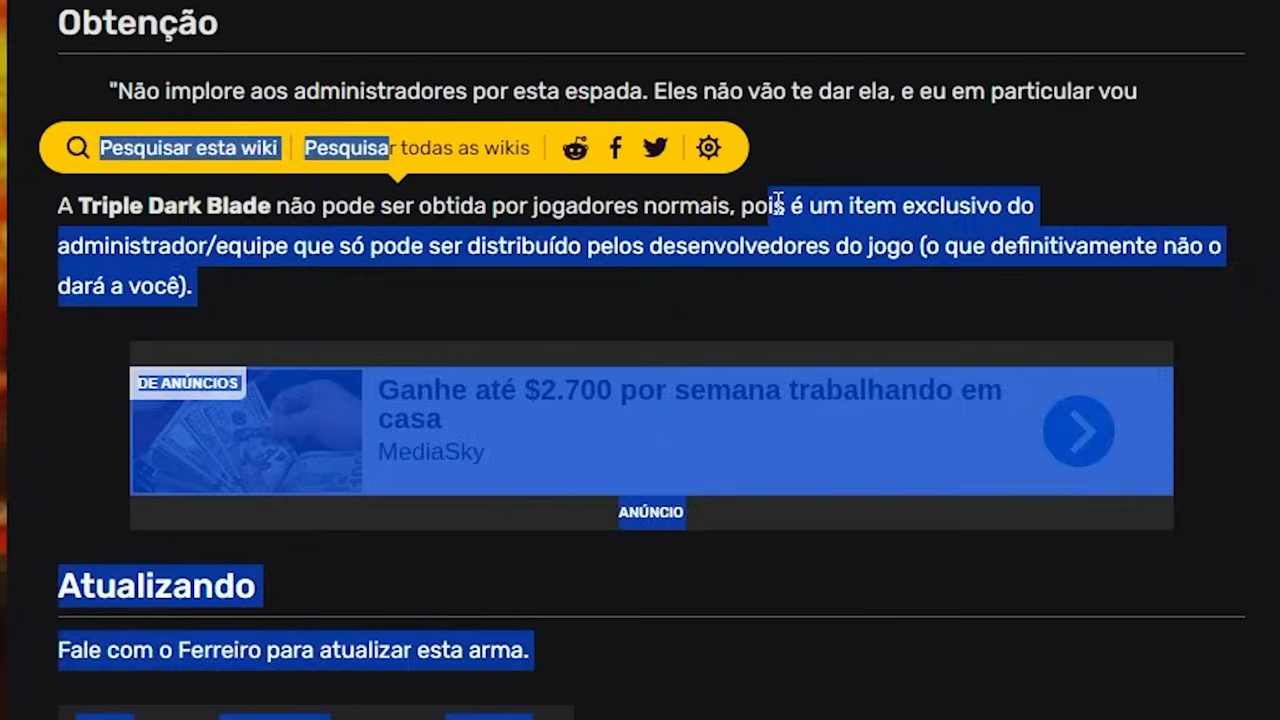 Obtenção
"Não implore aos administradores por esta espada. Eles não vão te dar ela, e eu em particular vou
Pesquisar esta wiki
Pesquisar todas as wikis
A Triple Dark Blade não pode ser obtida por jogadores normais, pois é um item exclusivo do
administrador/equipe que só pode ser distribuído pelos desenvolvedores do jogo (o que definitivamente não o
dará a você).
DE ANÚNCIOS
Ganhe até $2.700 por semana trabalhando em
casa
MediaSky
ANÚNCIO
Atualizando
Fale com o Ferreiro para atualizar esta arma.